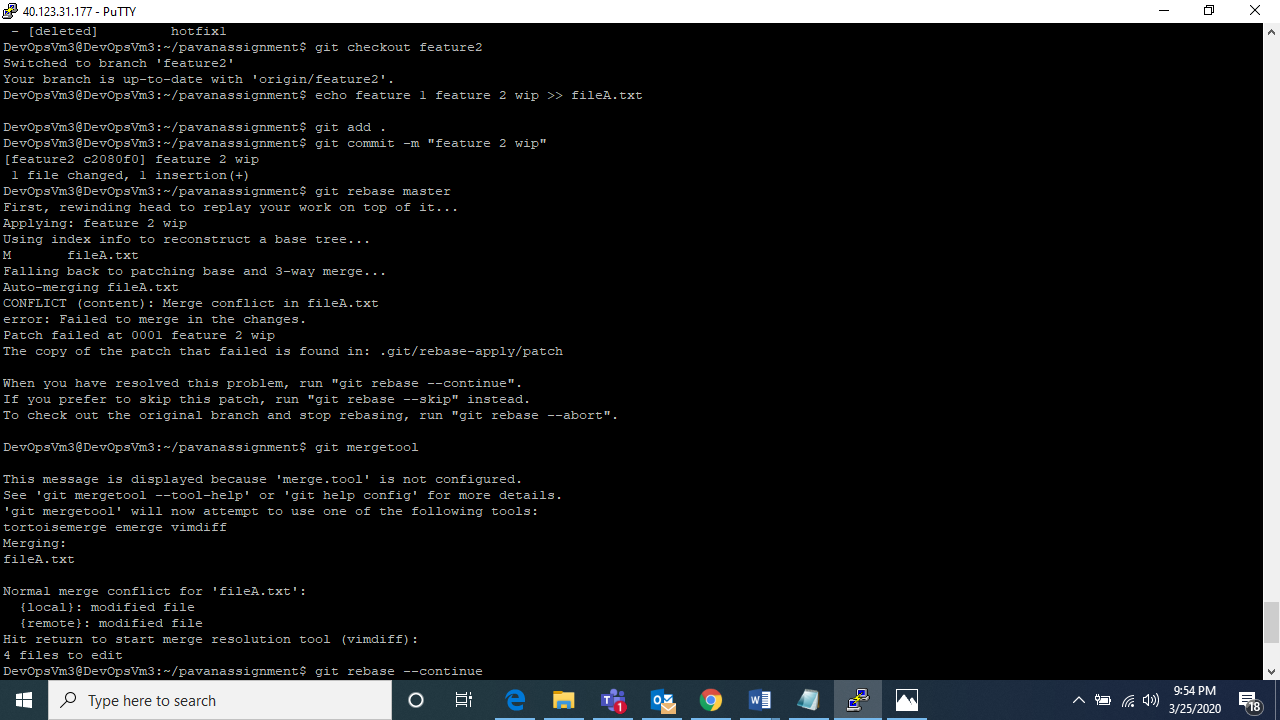 40.123.31.177 - PuTTY
- [deleted]         hotfix1
DevOpsVm3@DevOpsVm3:~/pavanassignment$ git checkout feature2
Switched to branch 'feature2'
Your branch is up-to-date with 'origin/feature2'.
DevOpsVm3@DevOpsVm3:~/pavanassignment$ echo feature 1 feature 2 wip >> fileA.txt
DevOpsVm3@DevOpsVm3:~/pavanassignment$ git add .
DevOpsVm3@DevOpsVm3:~/pavanassignment$ git commit -m "feature 2 wip"
[feature2 c2080f0] feature 2 wip
1 file changed, 1 insertion(+)
DevOpsVm3@DevOpsVm3:~/pavanassignment$ git rebase master
First, rewinding head to replay your work on top of it...
Applying: feature 2 wip
Using index info to reconstruct a base tree...
M       fileA.txt
Falling back to patching base and 3-way merge...
Auto-merging fileA.txt
CONFLICT (content): Merge conflict in fileA.txt
error: Failed to merge in the changes.
Patch failed at 0001 feature 2 wip
The copy of the patch that failed is found in: .git/rebase-apply/patch
When you have resolved this problem, run "git rebase --continue".
If you prefer to skip this patch, run "git rebase --skip" instead.
To check out the original branch and stop rebasing, run "git rebase --abort".
DevOpsVm3@DevOpsVm3:~/pavanassignment$ git mergetool
This message is displayed because 'merge.tool' is not configured.
See 'git mergetool --tool-help' or 'git help config' for more details.
'git mergetool' will now attempt to use one of the following tools:
tortoisemerge emerge vimdiff
Merging:
fileA.txt
Normal merge conflict for 'fileA.txt':
{local}: modified file
{remote}: modified file
Hit return to start merge resolution tool (vimdiff):
4 files to edit
DevOpsVm3@DevOpsVm3:~/pavanassignment$ git rebase --continue
Type here to search
1
9:54 PM
3/25/2020
18